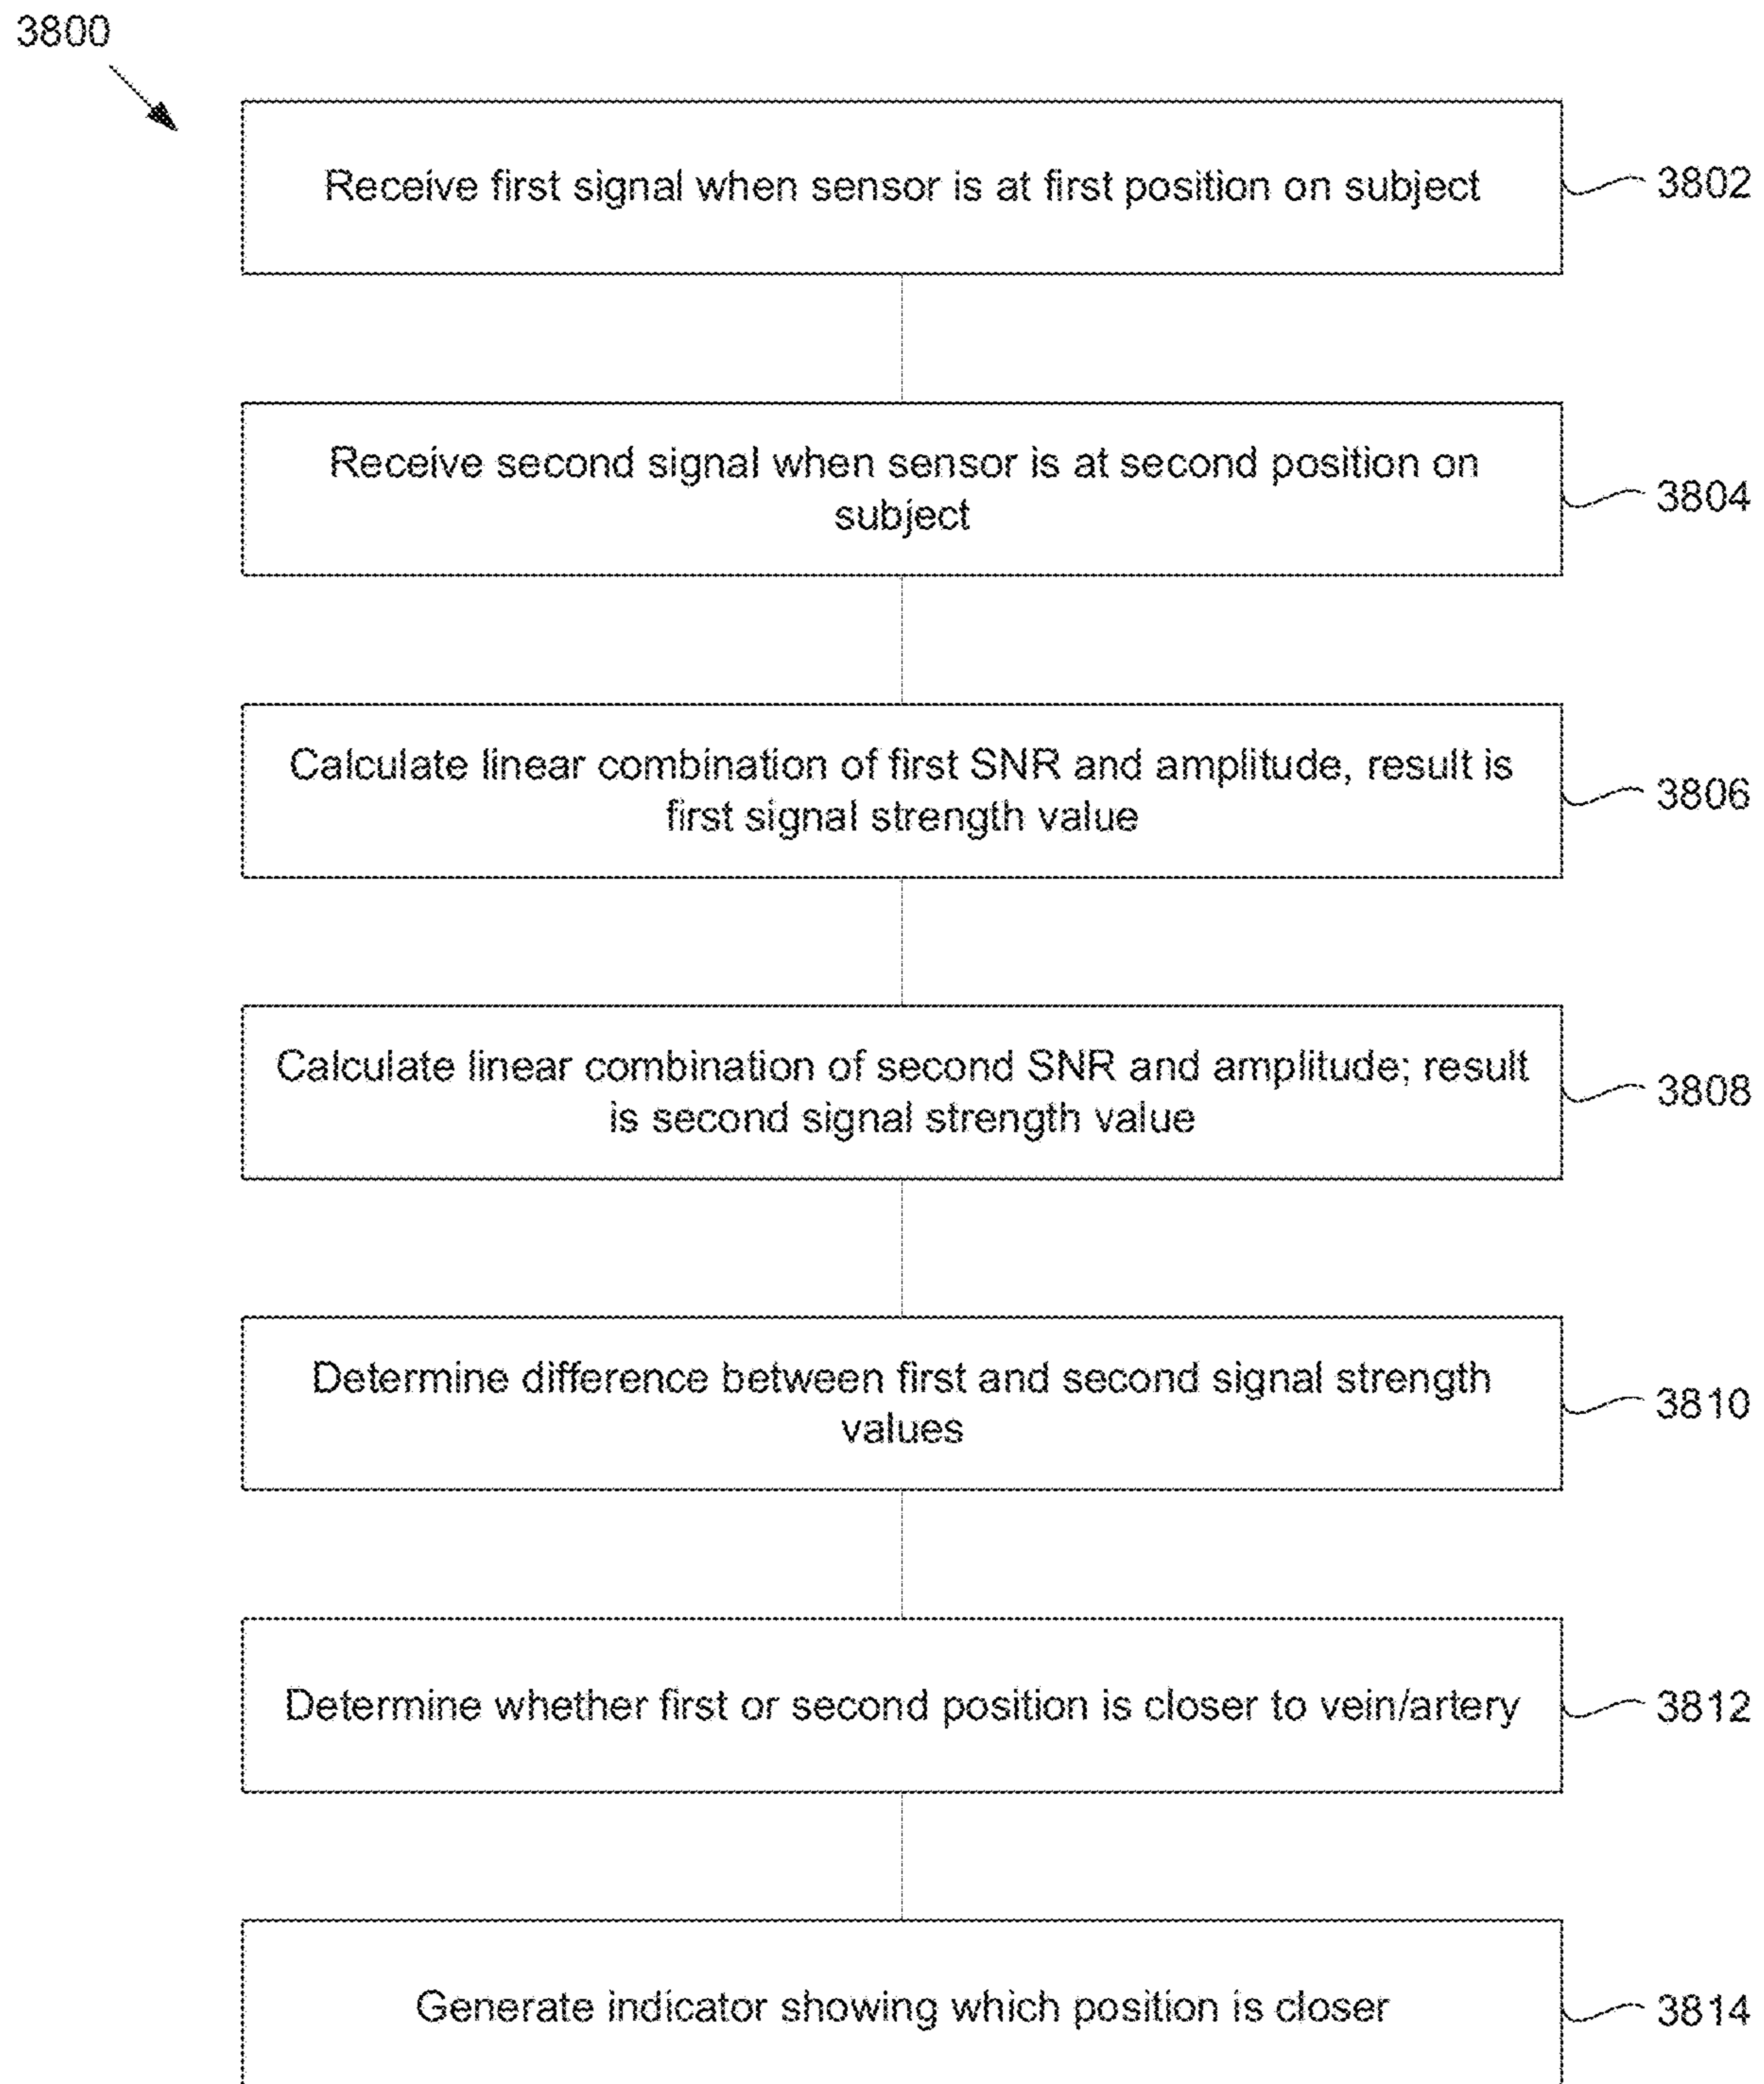 3800
Receive first signal when sensor is at first position on subject
3802
Receive second signal when sensor is at second position on
subject
3804
Calculate linear combination of first SNR and amplitude, result is
first signal strength value
3806
Calculate linear combination of second SNR and amplitude; result
is second signal strength value
3808
Determine difference between first and second signal strength
values
3810
Determine whether first or second position is closer to vein/artery
3812
Generate indicator showing which position is closer
3814